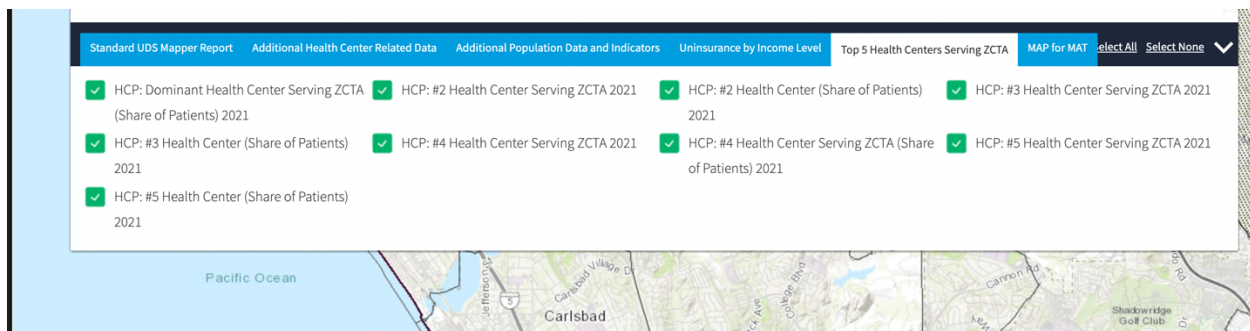 Standard UDS Mapper Report Additional Health Center Related Data Additional Population Data and Indicators Uninsurance by Income Level Top 5 Health Centers Serving ZCTA MAP for MAT elect All Select None
HCP: Dominant Health Center Serving ZCTA
(Share of Patients) 2021
HCP: #2 Health Center Serving ZCTA 2021
HCP: #2 Health Center (Share of Patients)
2021
HCP: #3 Health Center Serving ZCTA 2021
HCP: #3 Health Center (Share of Patients)
2021
HCP: #4 Health Center Serving ZCTA 2021
HCP: #4 Health Center Serving ZCTA (Share
of Patients) 2021
HCP: #5 Health Center Serving ZCTA 2021
HCP: #5 Health Center (Share of Patients)
2021
Pacific Ocean
Jefferson St
5
Carlsbad Village D
Carlsbad
College Blvd
Cannon Rd
Way
Shadowridge
Golf Club